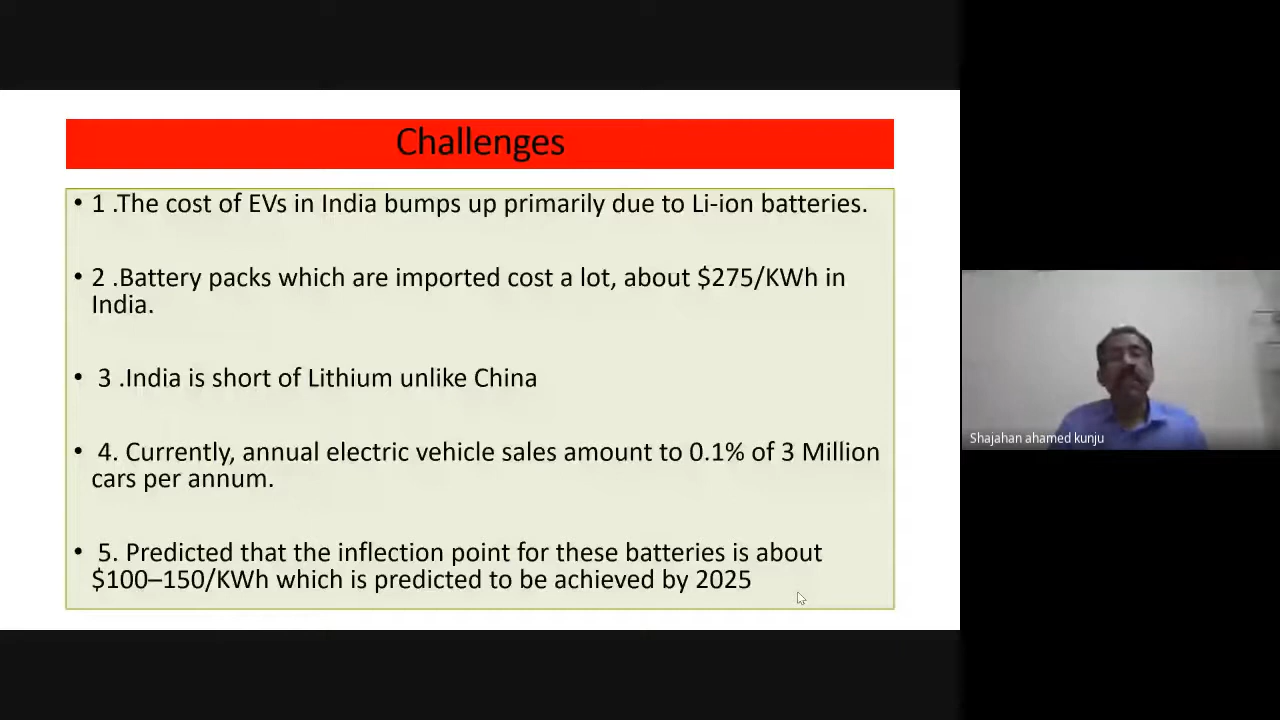 Challenges
• 1 .The cost of EVs in India bumps up primarily due to Li-ion batteries.
• 2 .Battery packs which are imported cost a lot, about $275/KWh in
India.
• 3 .India is short of Lithium unlike China
• 4. Currently, annual electric vehicle sales amount to 0.1% of 3 Million
cars per annum.
• 5. Predicted that the inflection point for these batteries is about
$100–150/KWh which is predicted to be achieved by 2025
Shajahan ahamed kunju